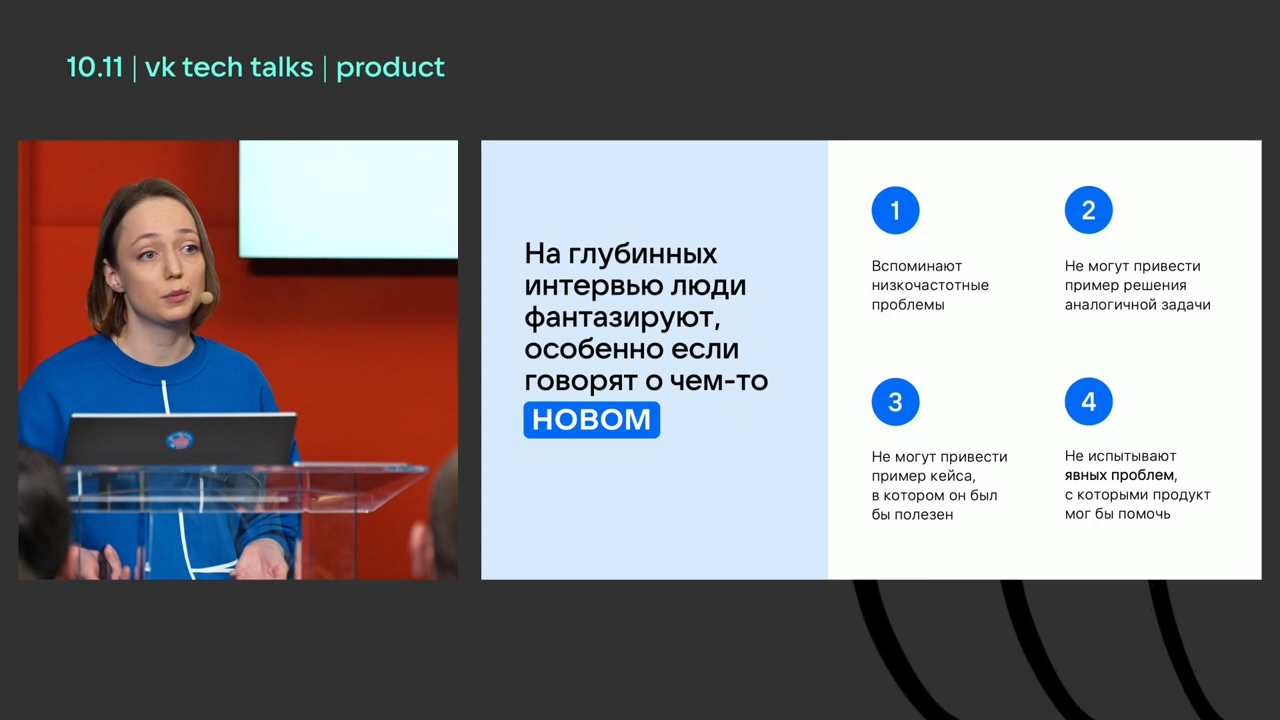 10.11 | vk tech talks | product
На глубинных
интервью люди
фантазируют,
особенно если
говорят о чем-то
НОВОМ
1
Вспоминают
низкочастотные
проблемы
2
Не могут привести
пример решения
аналогичной задачи
3
Не могут привести
пример кейса,
в котором он был
бы полезен
4
Не испытывают
явных проблем,
с которыми продукт
мог бы помочь